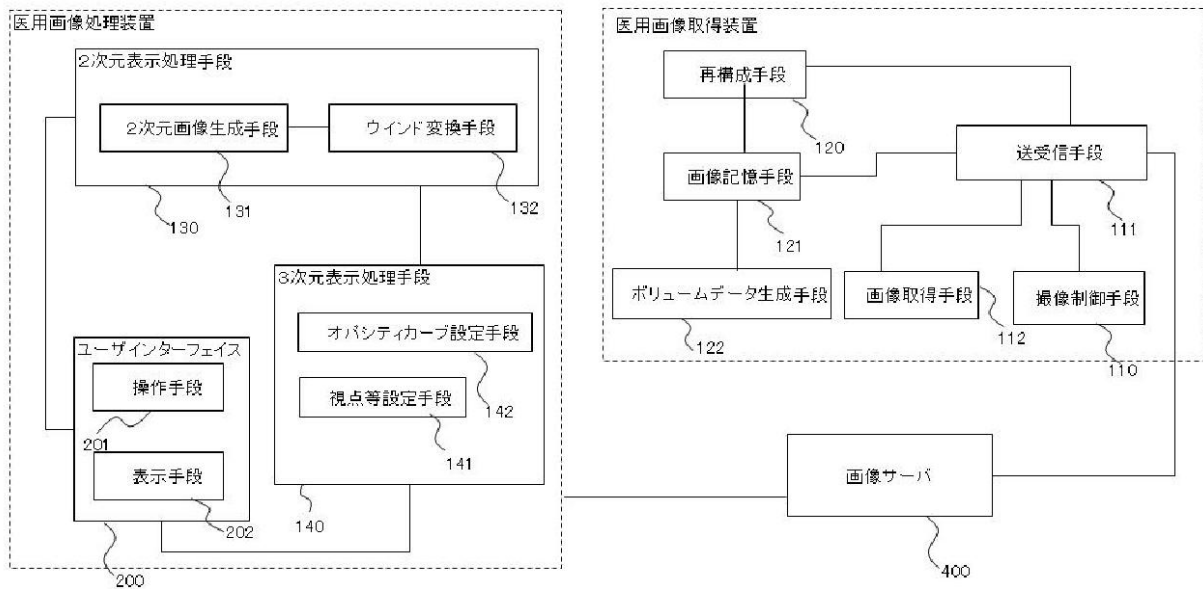 医用画像処理装置
2次元表示処理手段
2次元画像生成手段
ウインド変換手段
131
132
130
3次元表示処理手段
オパシティカーブ設定手段
142
視点等設定手段
141
140
ユーザインターフェイス
操作手段
201
表示手段
202
200
医用画像取得装置
再構成手段
120
送受信手段
111
画像記憶手段
121
ボリュームデータ生成手段
122
画像取得手段
112
撮像制御手段
110
画像サーバ
400